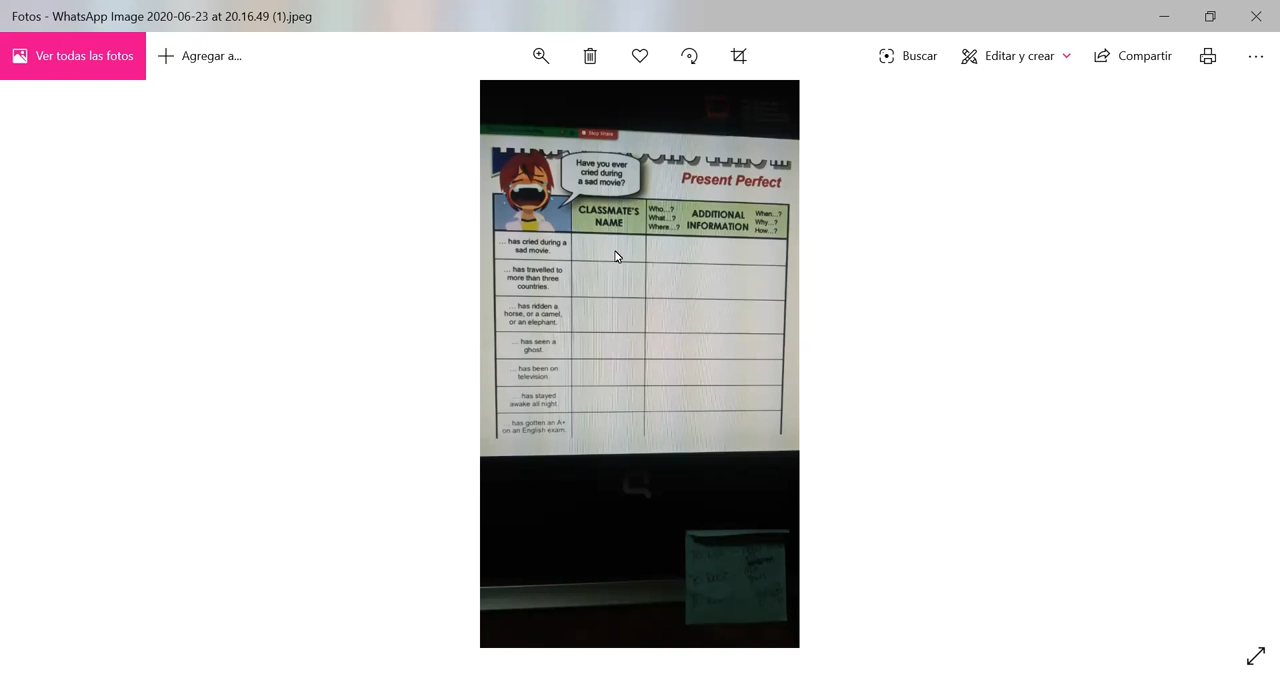 Fotos - WhatsApp Image 2020-06-23 at 20.16.49 (1).jpeg
Ver todas las fotos
Agregar a...
Buscar
Editar y crear
Compartir
Stop Share
Have you ever
cried during
a sad movie?
Present Perfect
CLASSMATE'S
NAME
Who...?
What...?
Where...?
ADDITIONAL
INFORMATION
When...?
Why...?
How...?
... has cried during a
sad movie.
... has travelled to
more than three
countries.
... has ridden a
horse, or a camel,
or an elephant.
... has seen a
ghost.
... has been on
television.
... has stayed
awake all night.
... has gotten an A+
on an English exam.